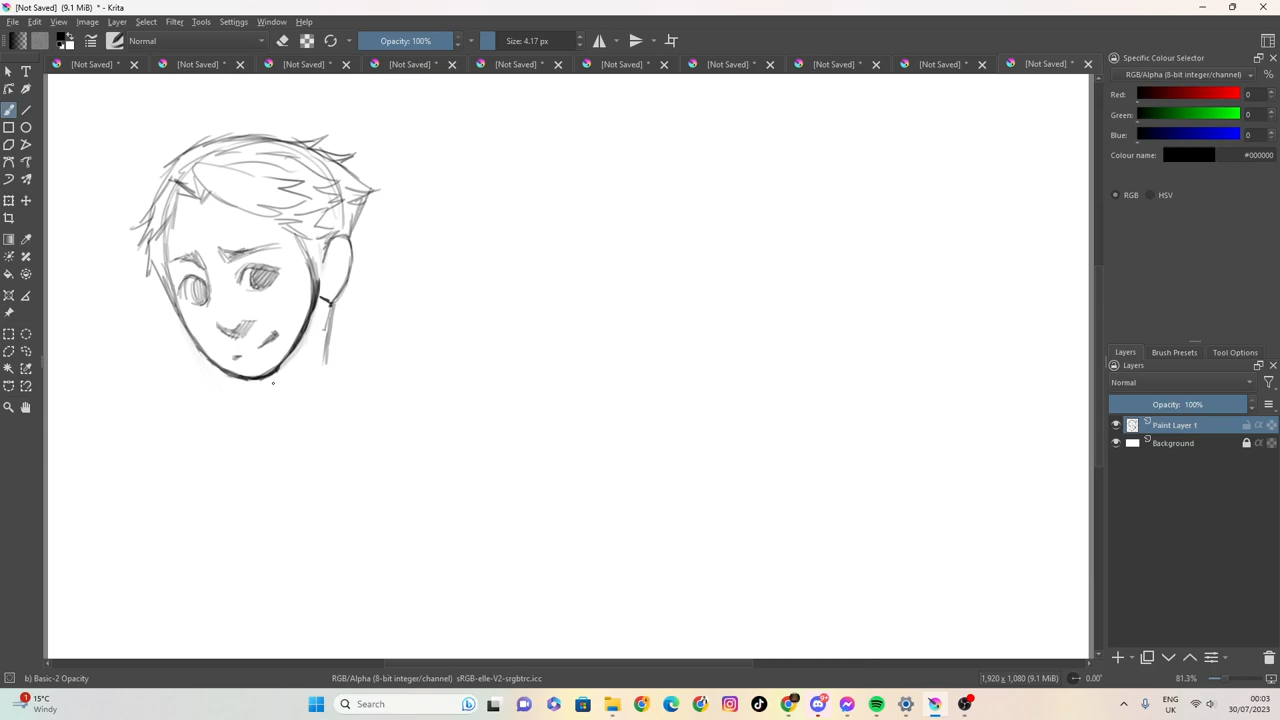 [Not Saved]  (9.1 MiB)  * - Krita
File Edit View Image Layer Select Filter Tools Settings Window Help
Normal Opacity: 100% Size: 4.17 px
[Not Saved] * [Not Saved] * [Not Saved] * [Not Saved] * [Not Saved] * [Not Saved] * [Not Saved] * [Not Saved] * [Not Saved] * [Not Saved] *
Specific Colour Selector
RGB/Alpha (8-bit integer/channel) %
Red: 0
Green: 0
Blue: 0
Colour name: #000000
RGB HSV
Layers Brush Presets Tool Options
Layers
Normal
Opacity: 100%
Paint Layer 1
Background
b) Basic-2 Opacity RGB/Alpha (8-bit integer/channel) sRGB-elle-V2-srgbtrc.icc 1,920 x 1,080 (9.1 MiB) 0.00° 81.3%
1 15°C
Windy
Search
ENG
UK
00:03
30/07/2023